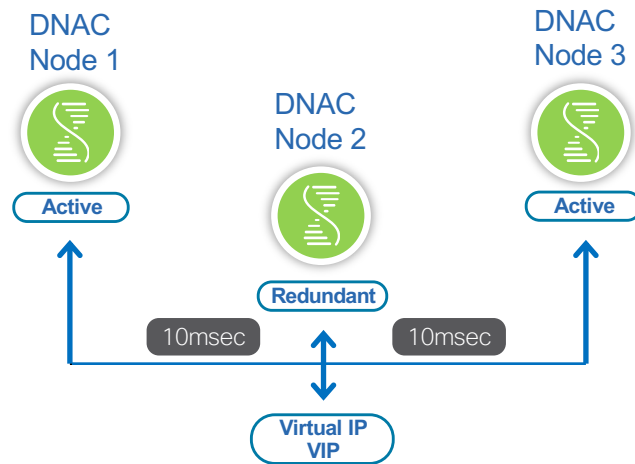 DNAC
Node 1
DNAC
Node 3
DNAC
Node 2
Active
Active
Redundant
10msec
10msec
Virtual IP
VIP